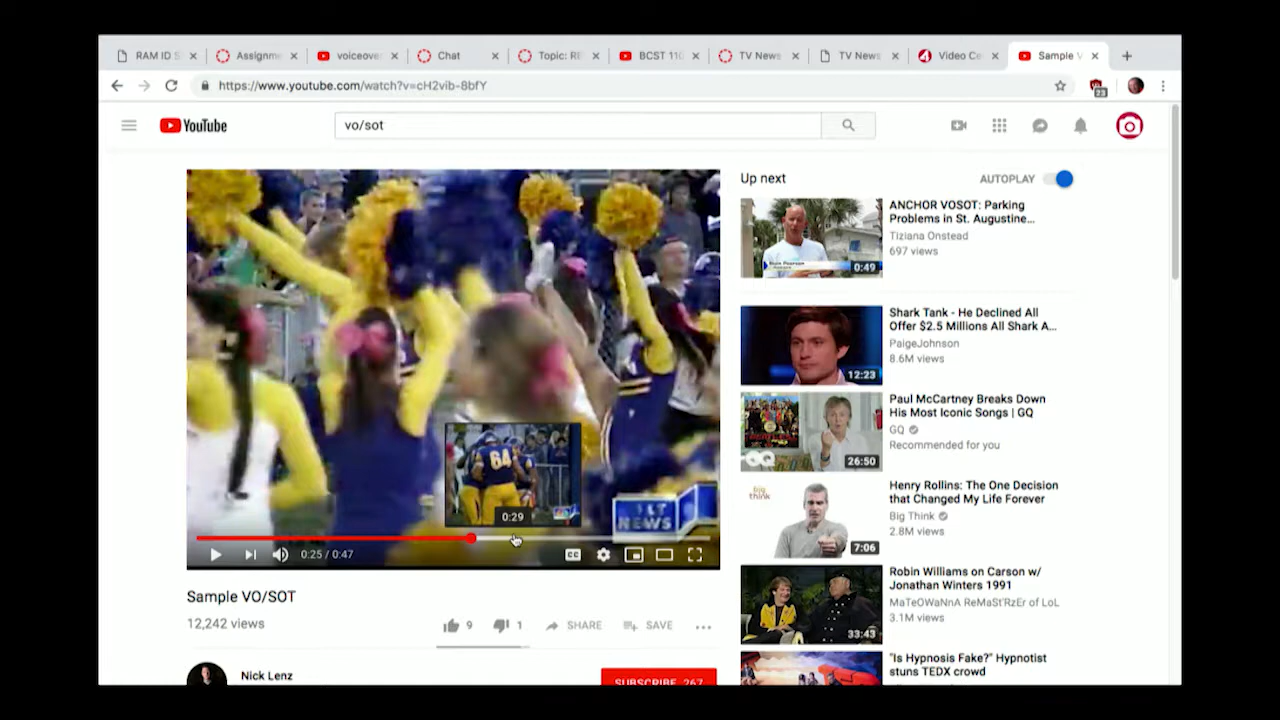 RAM ID S
Assignme
voiceover
Chat
Topic: RE
BCST 110
TV News
TV News
Video Ce
Sample V
https://www.youtube.com/watch?v=cH2vib-8bfY
23
YouTube
vo/sot
Up next
AUTOPLAY
ANCHOR VOSOT: Parking
Problems in St. Augustine...
Tiziana Onstead
697 views
0:49
Shark Tank - He Declined All
Offer $2.5 Millions All Shark A...
PaigeJohnson
8.6M views
12:23
Paul McCartney Breaks Down
His Most Iconic Songs | GQ
GQ
Recommended for you
GQ
26:50
big
think
Henry Rollins: The One Decision
that Changed My Life Forever
Big Think
2.8M views
7:06
Robin Williams on Carson w/
Jonathan Winters 1991
MaTeOWaNnA ReMaSt'RzEr of LoL
3.1M views
33:43
"Is Hypnosis Fake?" Hypnotist
stuns TEDX crowd
64
0:29
NEWS
0:25 / 0:47
CC
Sample VO/SOT
12,242 views
9
1
SHARE
SAVE
Nick Lenz
SUBSCRIBE 267